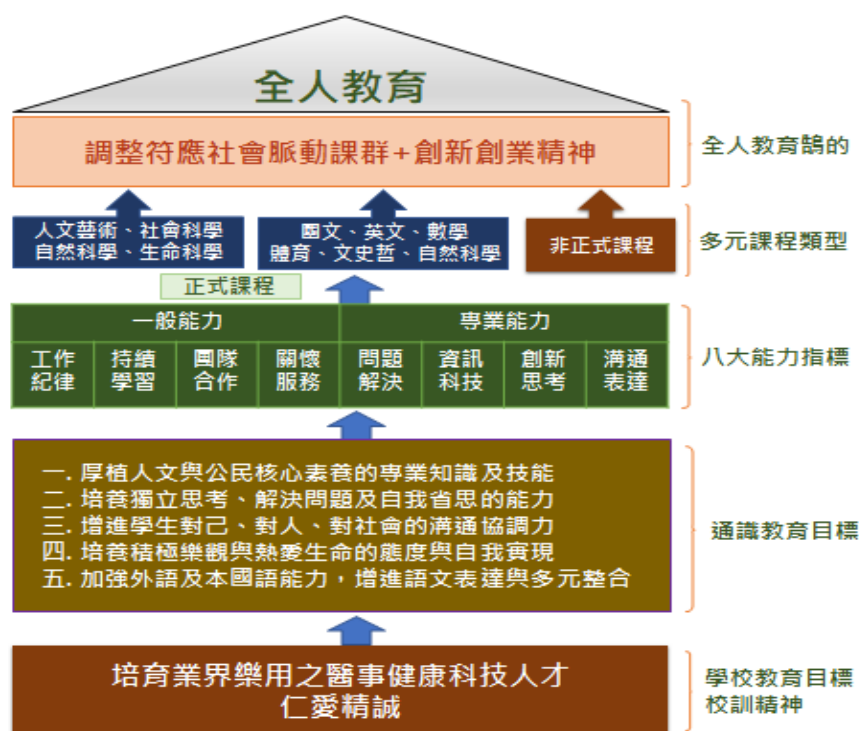 全人教育
調整符應社會脈動課群+創新創業精神
全人教育鵠的
人文藝術、社會科學
自然科學、生命科學
國文、英文、數學
體育、文史哲、自然科學
非正式課程
多元課程類型
正式課程
一般能力
專業能力
工作
紀律
持續
學習
團隊
合作
關懷
服務
問題
解決
資訊
科技
創新
思考
溝通
表達
八大能力指標
一. 厚植人文與公民核心素養的專業知識及技能
二. 培養獨立思考、解決問題及自我省思的能力
三. 增進學生對己、對人、對社會的溝通協調力
四. 培養積極樂觀與熱愛生命的態度與自我實現
五. 加強外語及本國語能力，增進語文表達與多元整合
通識教育目標
培育業界樂用之醫事健康科技人才
仁愛精誠
學校教育目標
校訓精神